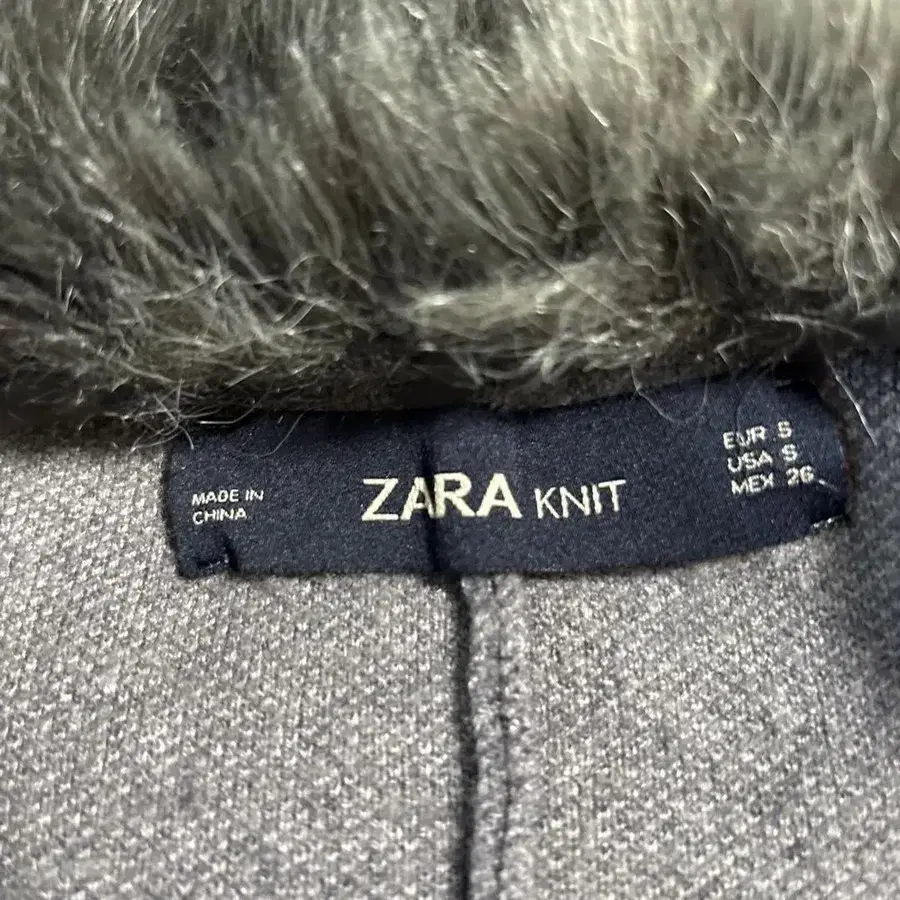 MADE IN
CHINA
ZARA KNIT
EUR S
USA S
MEX 26